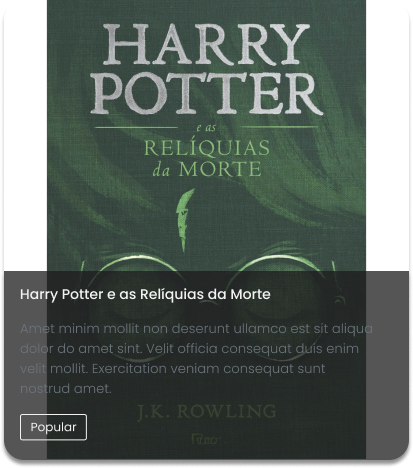 HARRY
POTTER
e as
RELÍQUIAS
da MORTE
Harry Potter e as Relíquias da Morte
Amet minim mollit non deserunt ullamco est sit aliqua
dolor do amet sint. Velit officia consequat duis enim
velit mollit. Exercitation veniam consequat sunt
nostrud amet.
J.K. ROWLING
Popular